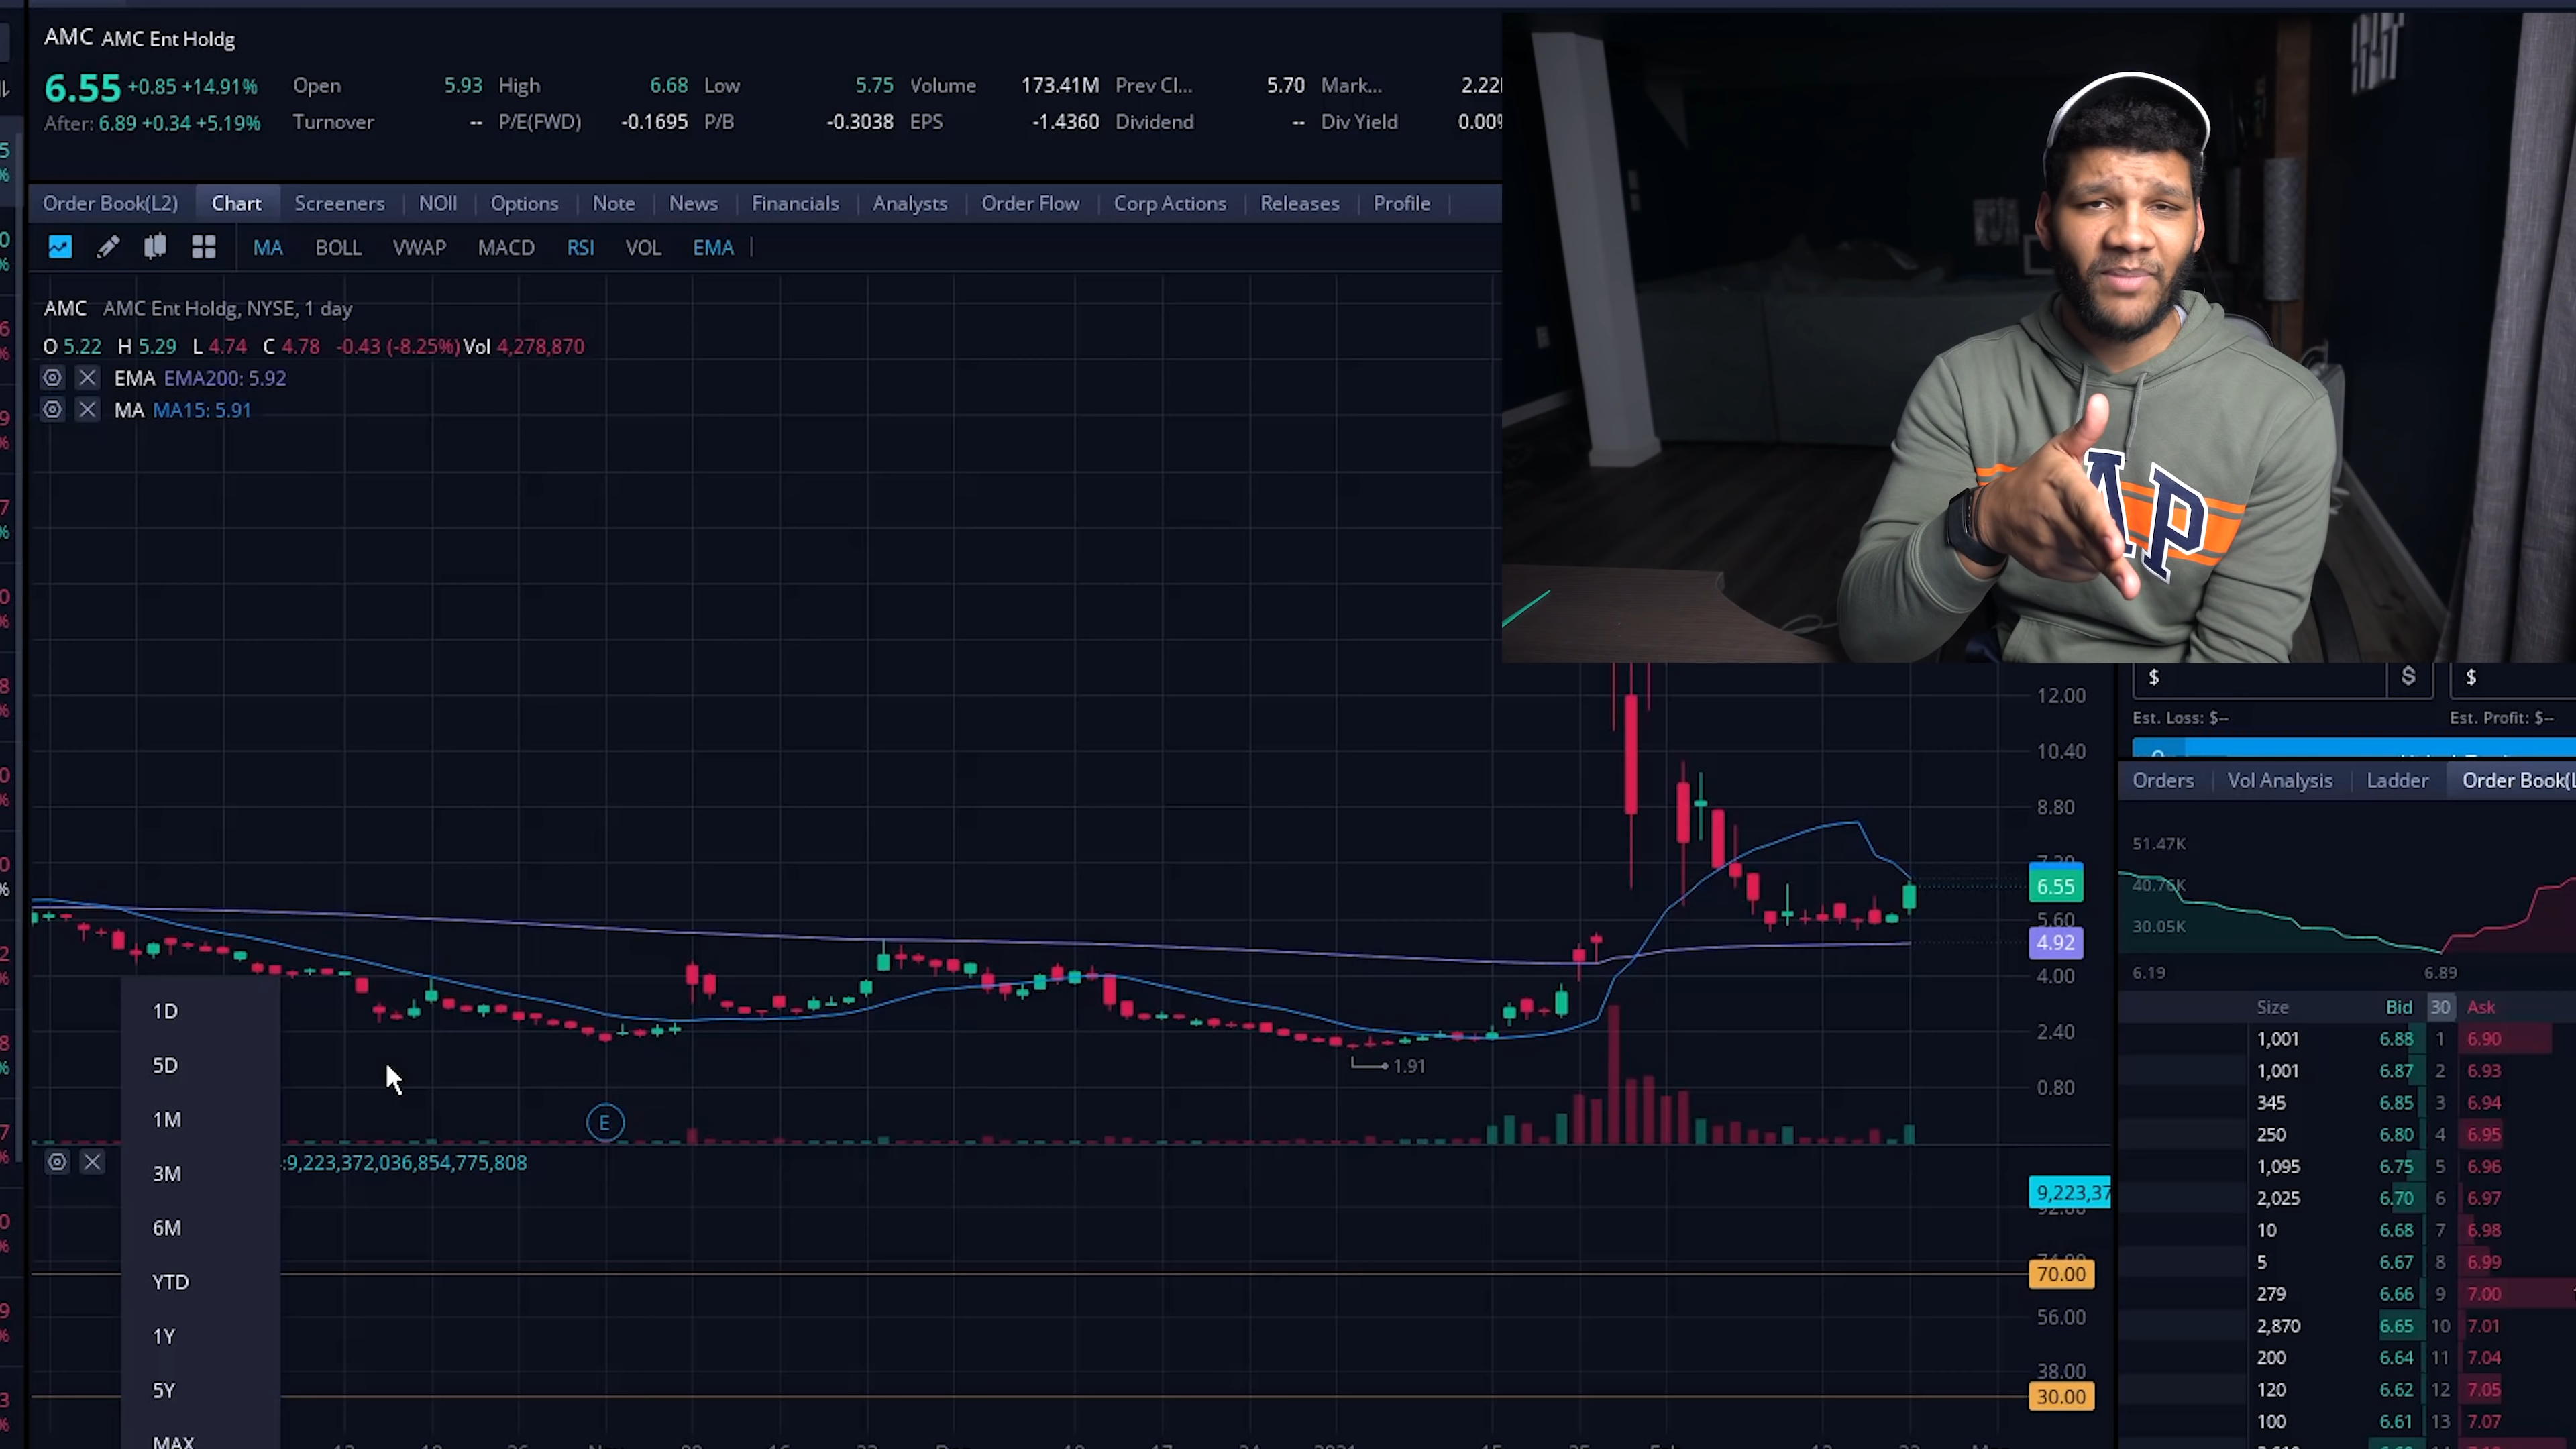 AMC AMC Ent Holdg
6.55 +0.85 +14.91% Open 5.93 High 6.68 Low 5.75 Volume 173.41M Prev Cl... 5.70 Mark... 2.22
After: 6.89 +0.34 +5.19% Turnover -- P/E(FWD) -0.1695 P/B -0.3038 EPS -1.4360 Dividend -- Div Yield 0.00%
Order Book(L2) Chart Screeners NOII Options Note News Financials Analysts Order Flow Corp Actions Releases Profile
MA BOLL VWAP MACD RSI VOL EMA
AMC AMC Ent Holdg, NYSE, 1 day
O 5.22 H 5.29 L 4.74 C 4.78 -0.43 (-8.25%) Vol 4,278,870
EMA EMA200: 5.92
MA MA15: 5.91
AP
12.00
10.40
8.80
6.55
5.60
4.92
4.00
2.40
0.80
1.91
E
:9,223,372,036,854,775,808
9,223,37
70.00
56.00
38.00
30.00
1D
5D
1M
3M
6M
YTD
1Y
5Y
MAX
$ $ $
Est. Loss: $-- Est. Profit: $--
Orders Vol Analysis Ladder Order Book(L
51.47K
40.76K
30.05K
6.19 6.89
Size Bid 30 Ask
1,001 6.88 1 6.90
1,001 6.87 2 6.93
345 6.85 3 6.94
250 6.80 4 6.95
1,095 6.75 5 6.96
2,025 6.70 6 6.97
10 6.68 7 6.98
5 6.67 8 6.99
279 6.66 9 7.00
2,870 6.65 10 7.01
200 6.64 11 7.04
120 6.62 12 7.05
100 6.61 13 7.07